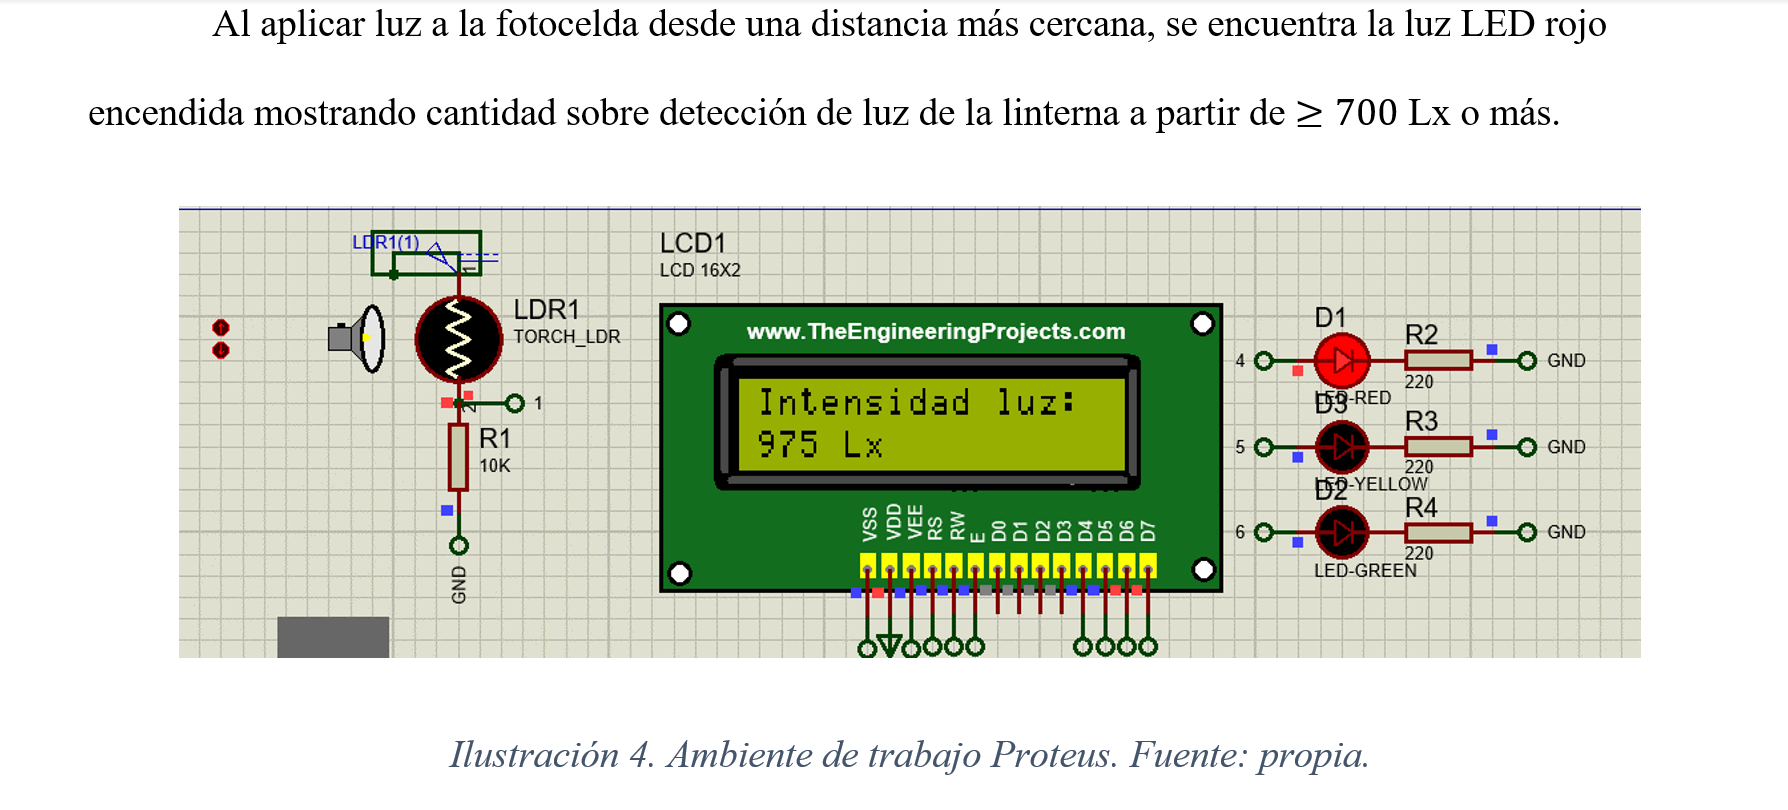 Al aplicar luz a la fotocelda desde una distancia más cercana, se encuentra la luz LED rojo
encendida mostrando cantidad sobre detección de luz de la linterna a partir de ≥ 700 Lx o más.
LDR1(1)
1
LDR1
TORCH_LDR
2
1
R1
10K
GND
LCD1
LCD 16X2
www.TheEngineeringProjects.com
Intensidad luz:
975 Lx
VSS VDD VEE RS RW E D0 D1 D2 D3 D4 D5 D6 D7
D1
R2
4
GND
220
LED-RED
D3
R3
5
GND
220
LED-YELLOW
D2
R4
6
GND
220
LED-GREEN
Ilustración 4. Ambiente de trabajo Proteus. Fuente: propia.